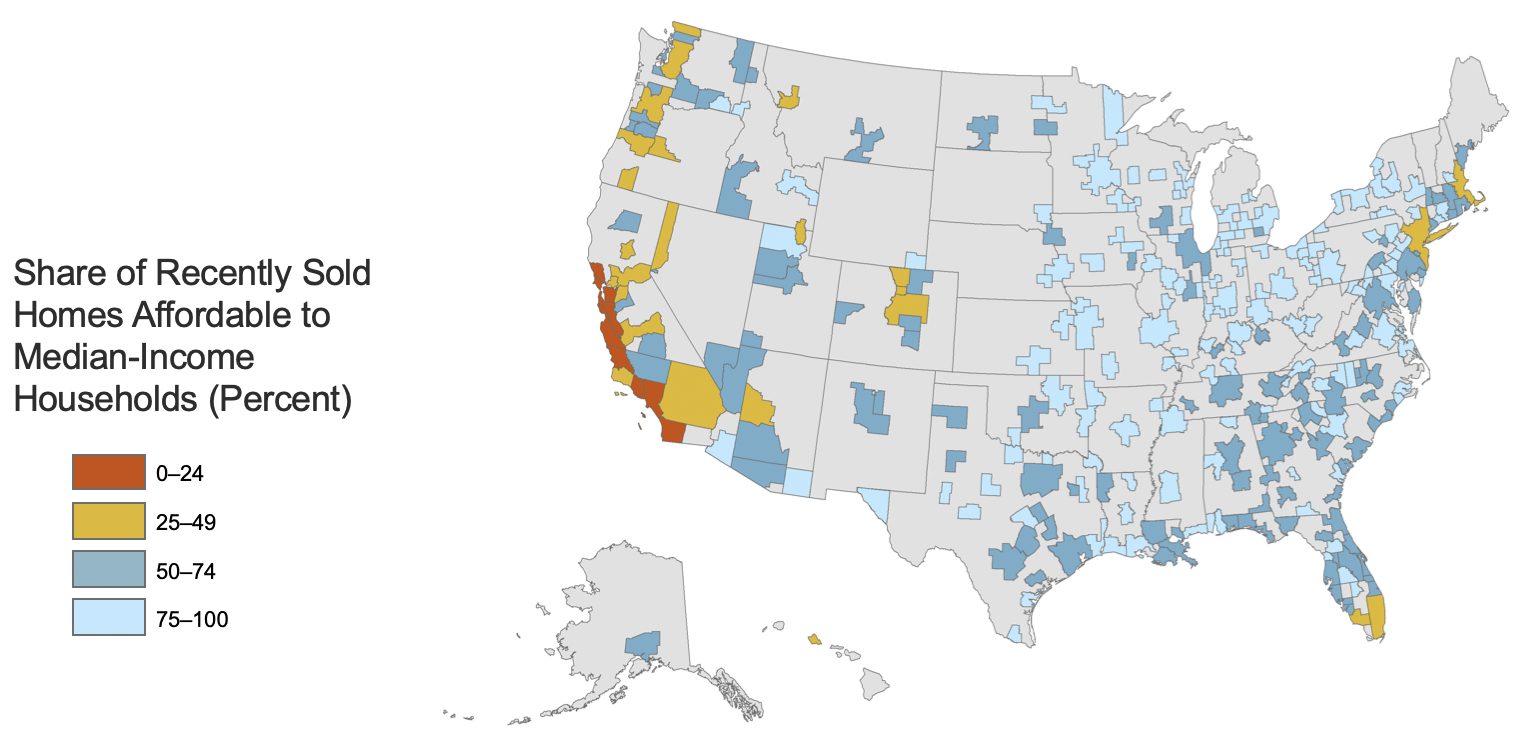 Share of Recently Sold
Homes Affordable to
Median-Income
Households (Percent)
0–24
25–49
50–74
75–100